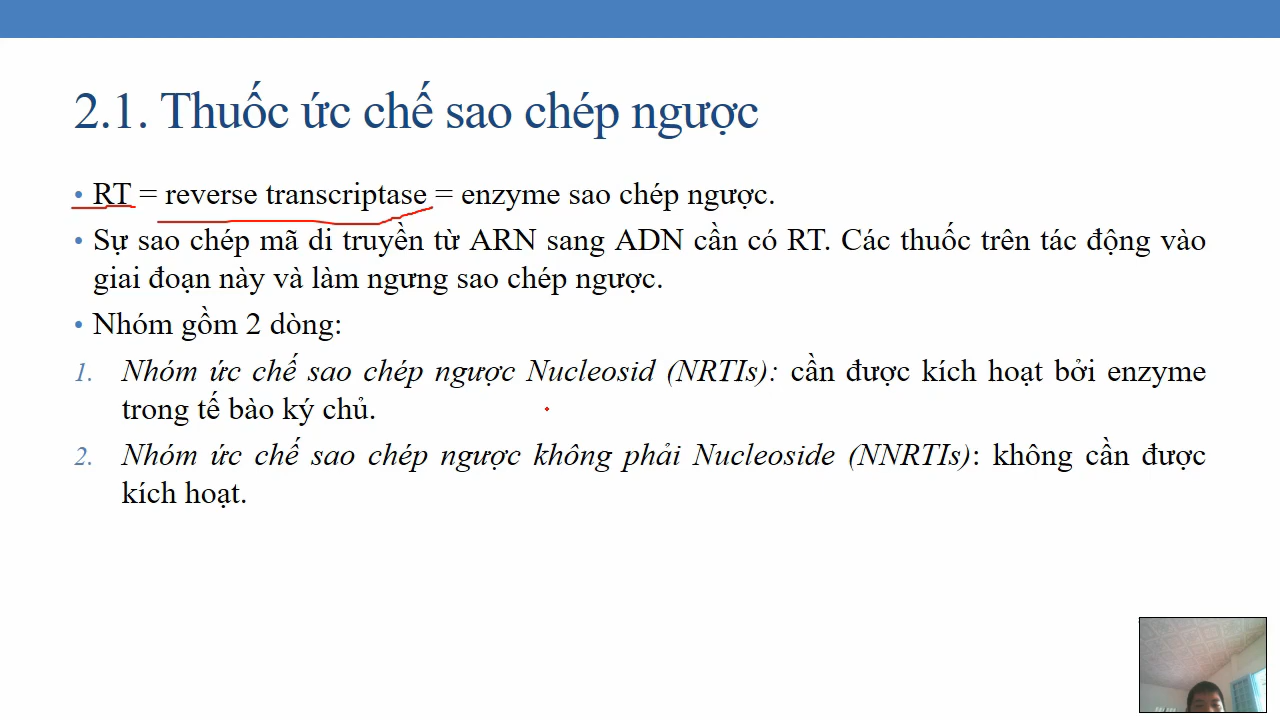 2.1. Thuốc ức chế sao chép ngược
• RT = reverse transcriptase = enzyme sao chép ngược.
• Sự sao chép mã di truyền từ ARN sang ADN cần có RT. Các thuốc trên tác động vào
giai đoạn này và làm ngưng sao chép ngược.
• Nhóm gồm 2 dòng:
1. Nhóm ức chế sao chép ngược Nucleosid (NRTIs): cần được kích hoạt bởi enzyme
trong tế bào ký chủ.
2. Nhóm ức chế sao chép ngược không phải Nucleoside (NNRTIs): không cần được
kích hoạt.